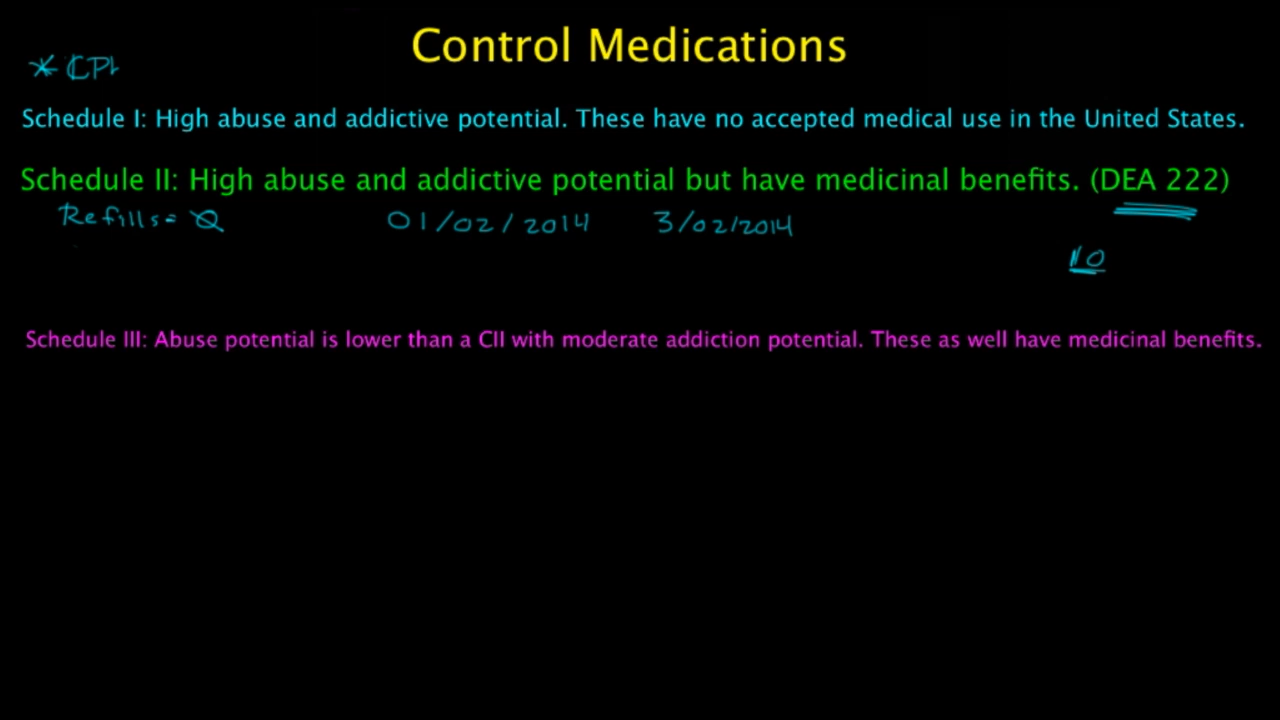 Control Medications
* CPh
Schedule I: High abuse and addictive potential. These have no accepted medical use in the United States.
Schedule II: High abuse and addictive potential but have medicinal benefits. (DEA 222)
Refills= 0 01/02/2014 3/02/2014
10
Schedule III: Abuse potential is lower than a CII with moderate addiction potential. These as well have medicinal benefits.